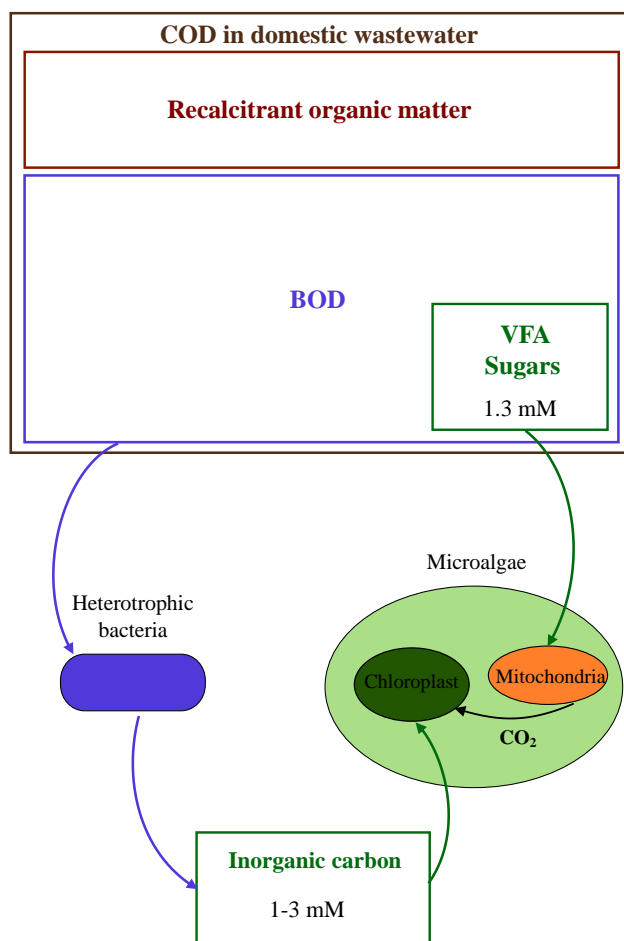 COD in domestic wastewater
Recalcitrant organic matter
BOD
VFA
Sugars
1.3 mM
Microalgae
Heterotrophic
bacteria
Chloroplast
Mitochondria
CO₂
Inorganic carbon
1-3 mM